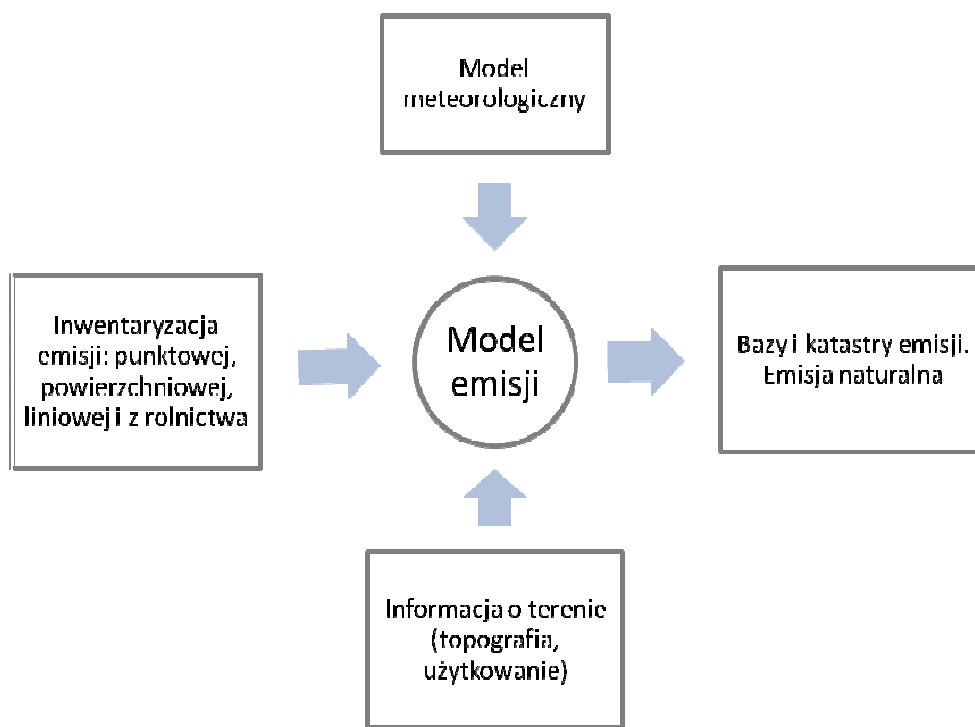 Model
meteorologiczny
Inwentaryzacja
emisji: punktowej,
powierzchniowej,
liniowej i z rolnictwa
Model
emisji
Bazy i katastry emisji.
Emisja naturalna
Informacja o terenie
(topografia,
użytkowanie)